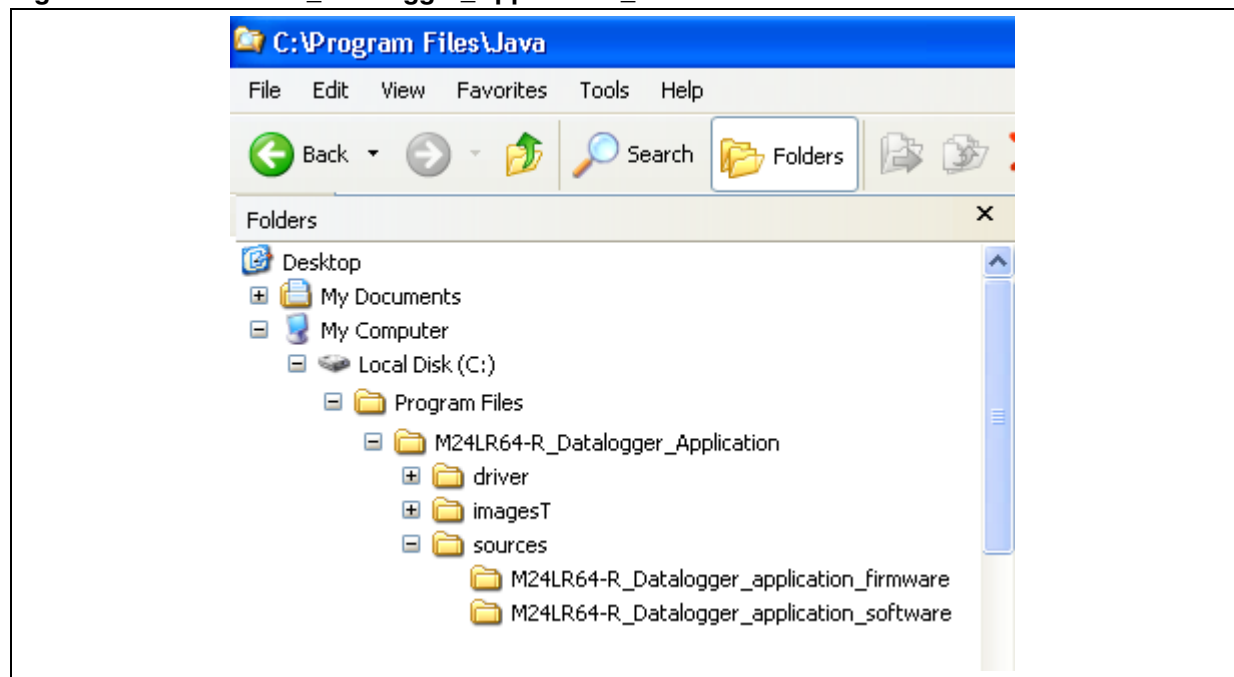 C:\Program Files\Java
File Edit View Favorites Tools Help
Back Search Folders
Folders
Desktop
My Documents
My Computer
Local Disk (C:)
Program Files
M24LR64-R_Datalogger_Application
driver
imagesT
sources
M24LR64-R_Datalogger_application_firmware
M24LR64-R_Datalogger_application_software